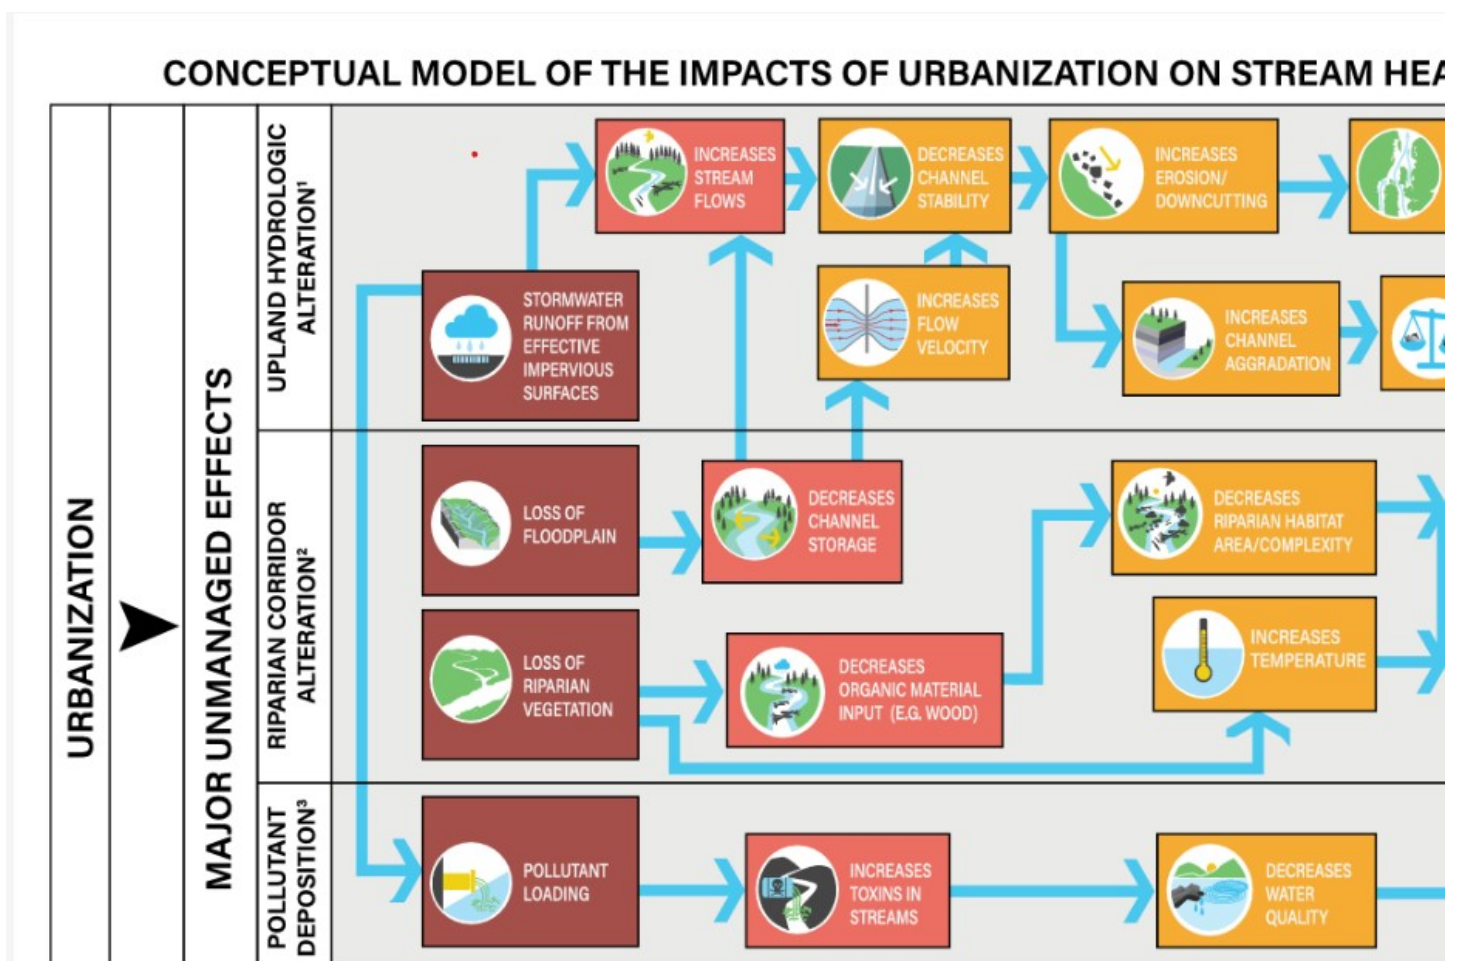 CONCEPTUAL MODEL OF THE IMPACTS OF URBANIZATION ON STREAM HEA
URBANIZATION
MAJOR UNMANAGED EFFECTS
UPLAND HYDROLOGIC
ALTERATION¹
INCREASES
STREAM
FLOWS
DECREASES
CHANNEL
STABILITY
INCREASES
EROSION/
DOWNCUTTING
STORMWATER
RUNOFF FROM
EFFECTIVE
IMPERVIOUS
SURFACES
INCREASES
FLOW
VELOCITY
INCREASES
CHANNEL
AGGRADATION
RIPARIAN CORRIDOR
ALTERATION²
LOSS OF
FLOODPLAIN
DECREASES
CHANNEL
STORAGE
DECREASES
RIPARIAN HABITAT
AREA/COMPLEXITY
LOSS OF
RIPARIAN
VEGETATION
DECREASES
ORGANIC MATERIAL
INPUT (E.G. WOOD)
INCREASES
TEMPERATURE
POLLUTANT
DEPOSITION³
POLLUTANT
LOADING
INCREASES
TOXINS IN
STREAMS
DECREASES
WATER
QUALITY